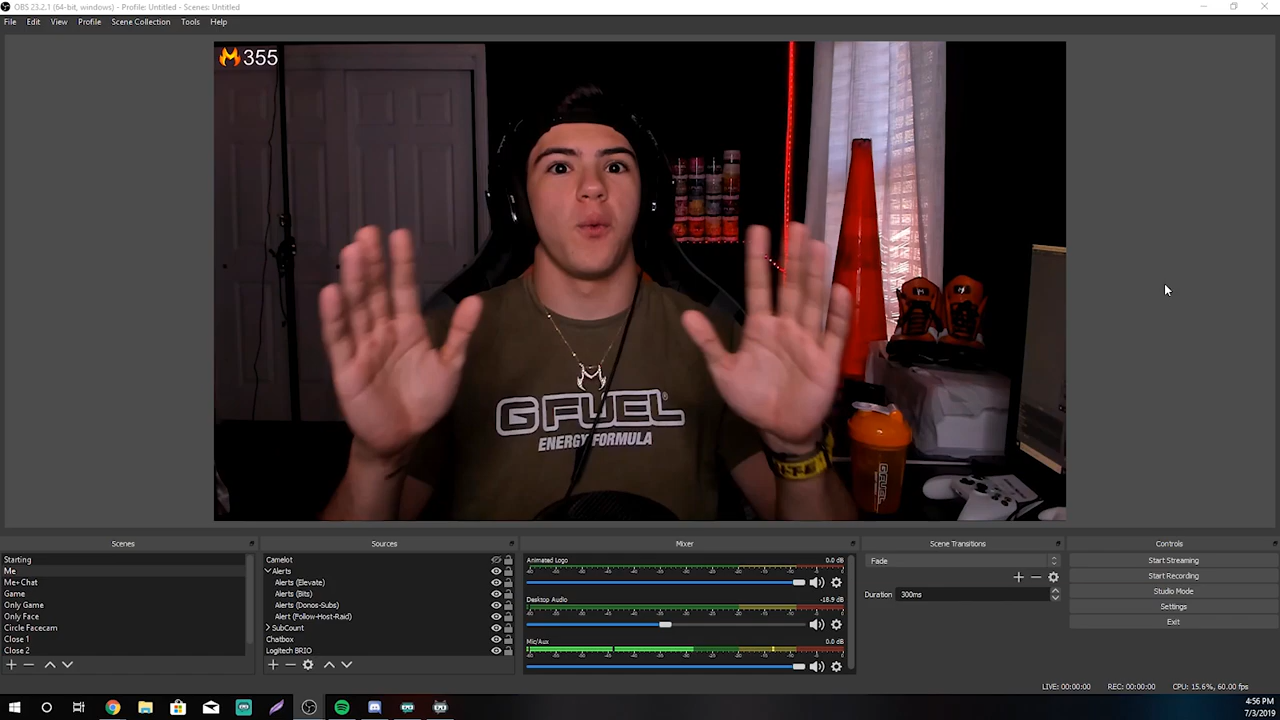 OBS 23.2.1 (64-bit, windows) - Profile: Untitled - Scenes: Untitled
File Edit View Profile Scene Collection Tools Help
355
GFUEL®
ENERGY FORMULA
GFUEL
Scenes
Starting
Me
Me+Chat
Game
Only Game
Only Face
Circle Facecam
Close 1
Close 2
Sources
Camelot
Alerts
Alerts (Elevate)
Alerts (Bits)
Alerts (Donos-Subs)
Alert (Follow-Host-Raid)
SubCount
Chatbox
Logitech BRIO
Mixer
Animated Logo 0.0 dB
Desktop Audio -18.9 dB
Mic/Aux 0.0 dB
Scene Transitions
Fade
Duration 300ms
Controls
Start Streaming
Start Recording
Studio Mode
Settings
Exit
LIVE: 00:00:00 REC: 00:00:00 CPU: 15.6%, 60.00 fps
4:56 PM
7/3/2019